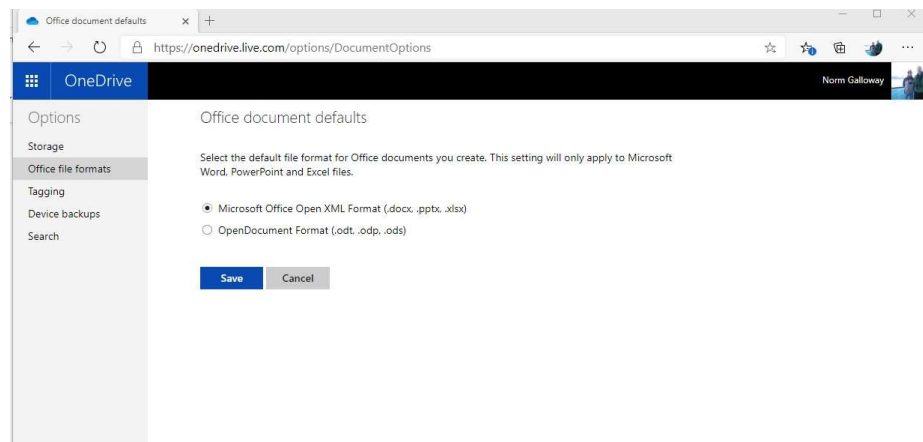 Office document defaults
https://onedrive.live.com/options/DocumentOptions
OneDrive
Norm Galloway
Options
Storage
Office file formats
Tagging
Device backups
Search
Office document defaults
Select the default file format for Office documents you create. This setting will only apply to Microsoft
Word, PowerPoint and Excel files.
Microsoft Office Open XML Format (.docx, .pptx, .xlsx)
OpenDocument Format (.odt, .odp, .ods)
Save Cancel